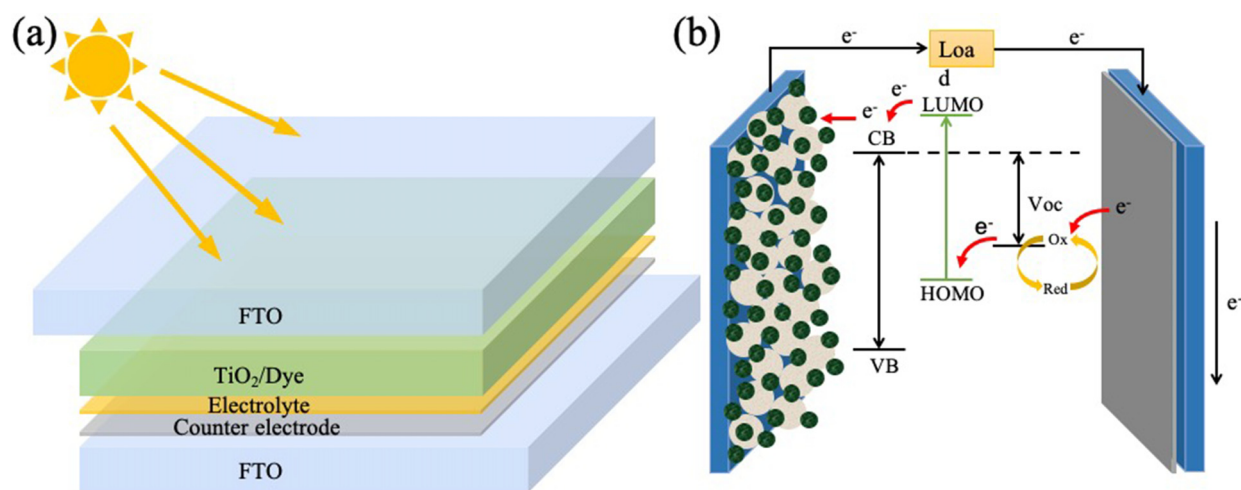 (a)
FTO
TiO₂/Dye
Electrolyte
Counter electrode
FTO
(b)
e⁻
Loa
d
e⁻
e⁻
LUMO
e⁻
CB
Voc
e⁻
e⁻
Ox
Red
HOMO
VB
e⁻